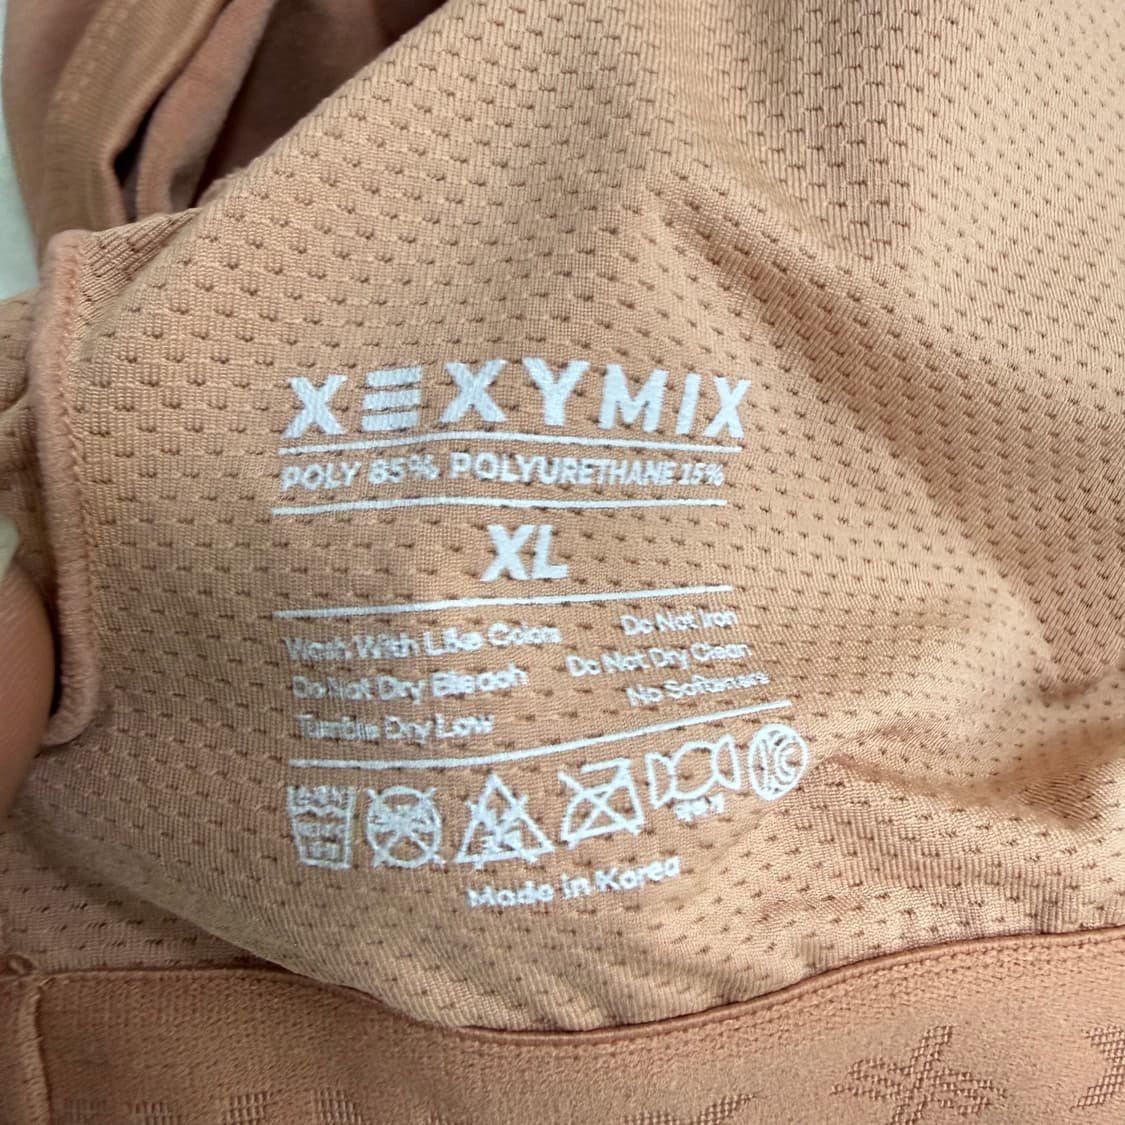 XEXYMIX
POLY 85% POLYURETHANE 15%
XL
Wash With Like Colors
Do Not Iron
Do Not Dry Bleach
Do Not Dry Clean
Tumble Dry Low
No Softeners
Made in Korea